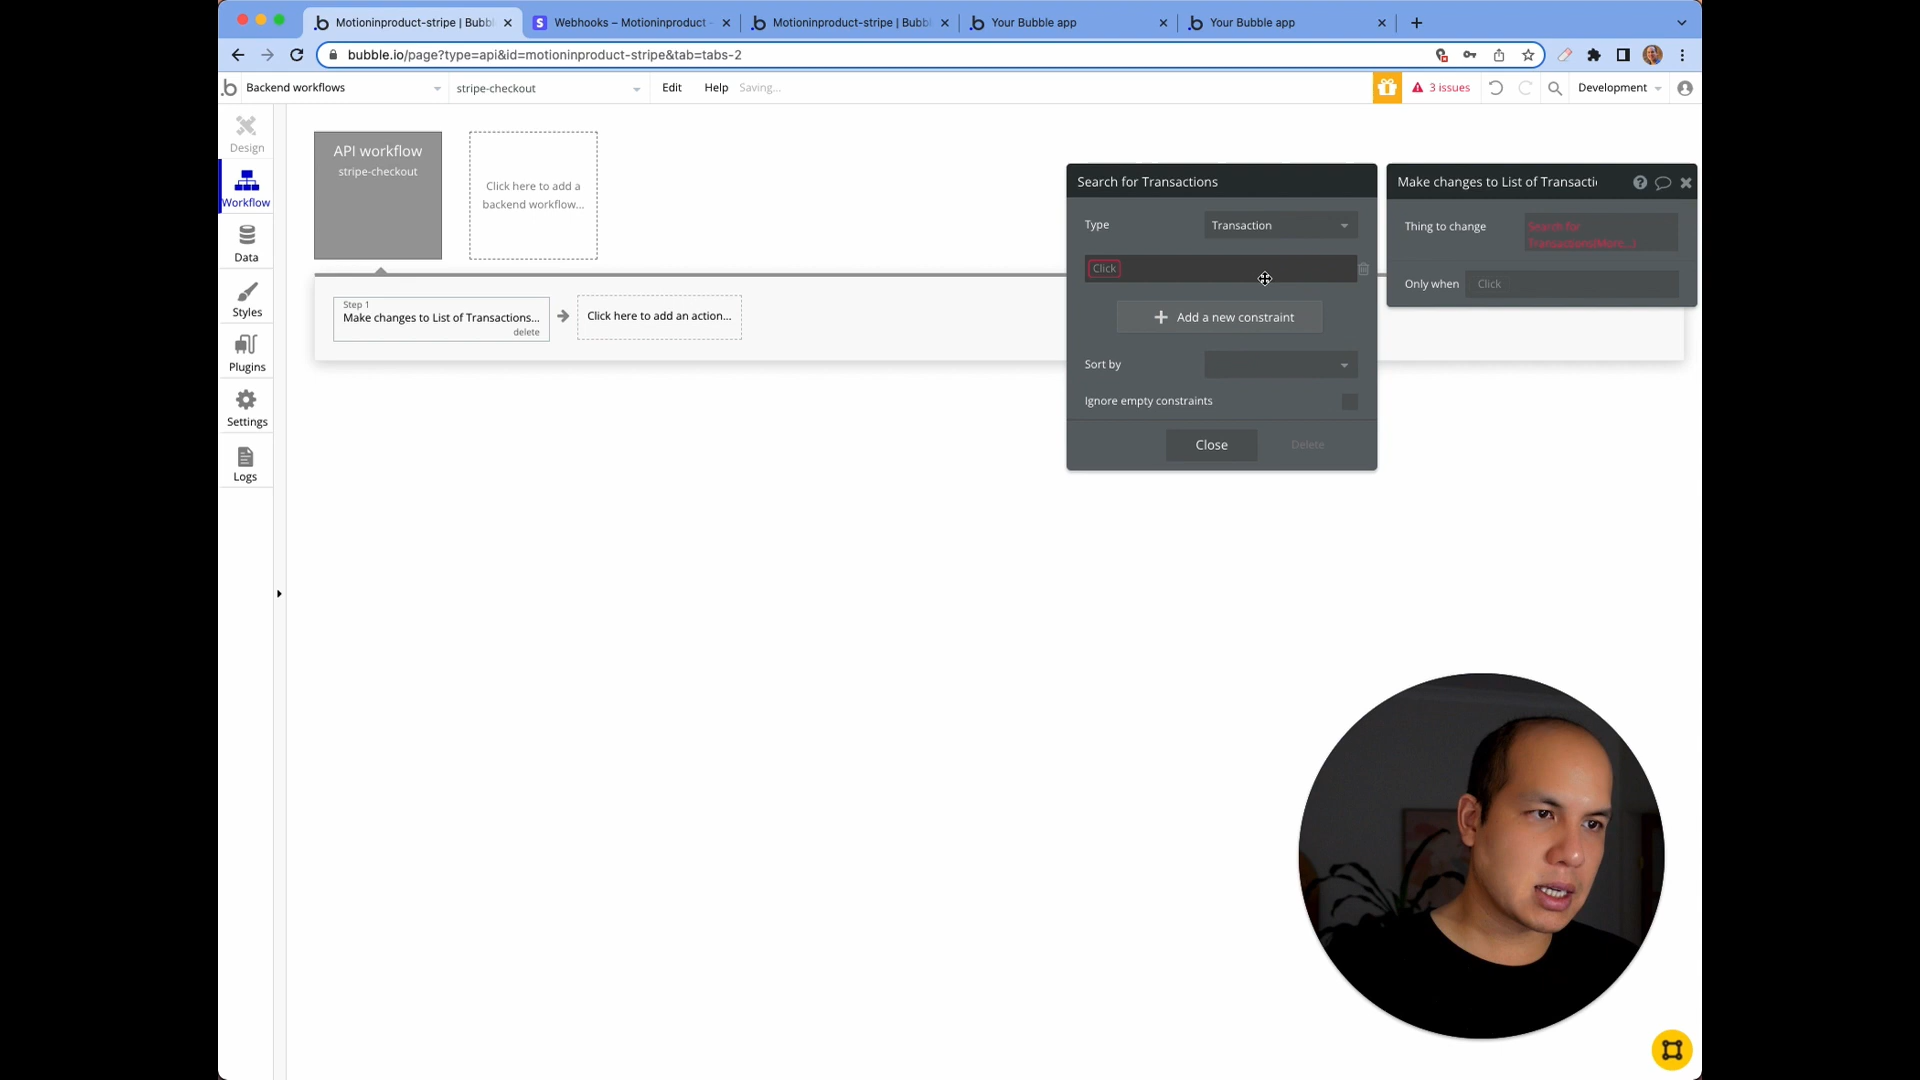 Motioninproduct-stripe | Bubbl
Webhooks – Motioninproduct -
Motioninproduct-stripe | Bubbl
Your Bubble app
Your Bubble app
bubble.io/page?type=api&id=motioninproduct-stripe&tab=tabs-2
Backend workflows
stripe-checkout
Edit
Help
Saving...
3 issues
Development
Design
Workflow
Data
Styles
Plugins
Settings
Logs
API workflow
stripe-checkout
Click here to add a
backend workflow...
Step 1
Make changes to List of Transactions...
delete
Click here to add an action...
Search for Transactions
Type
Transaction
Click
Add a new constraint
Sort by
Ignore empty constraints
Close
Delete
Make changes to List of Transacti
Thing to change
Search for
Transactions(More...)
Only when
Click